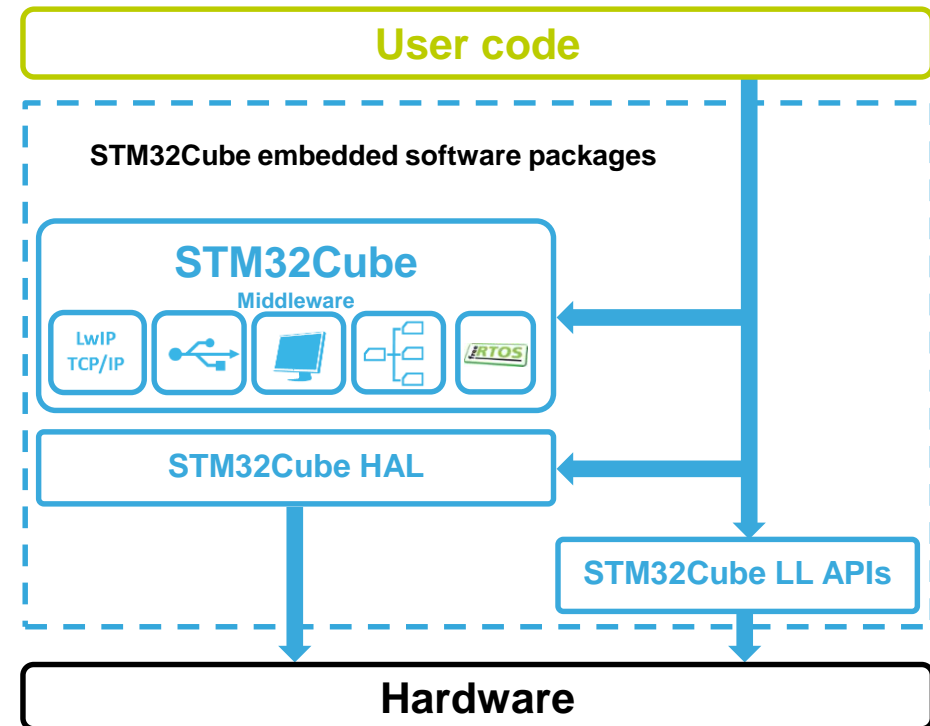 User code
STM32Cube embedded software packages
STM32Cube
Middleware
LwIP
TCP/IP
RTOS
STM32Cube HAL
STM32Cube LL APIs
Hardware